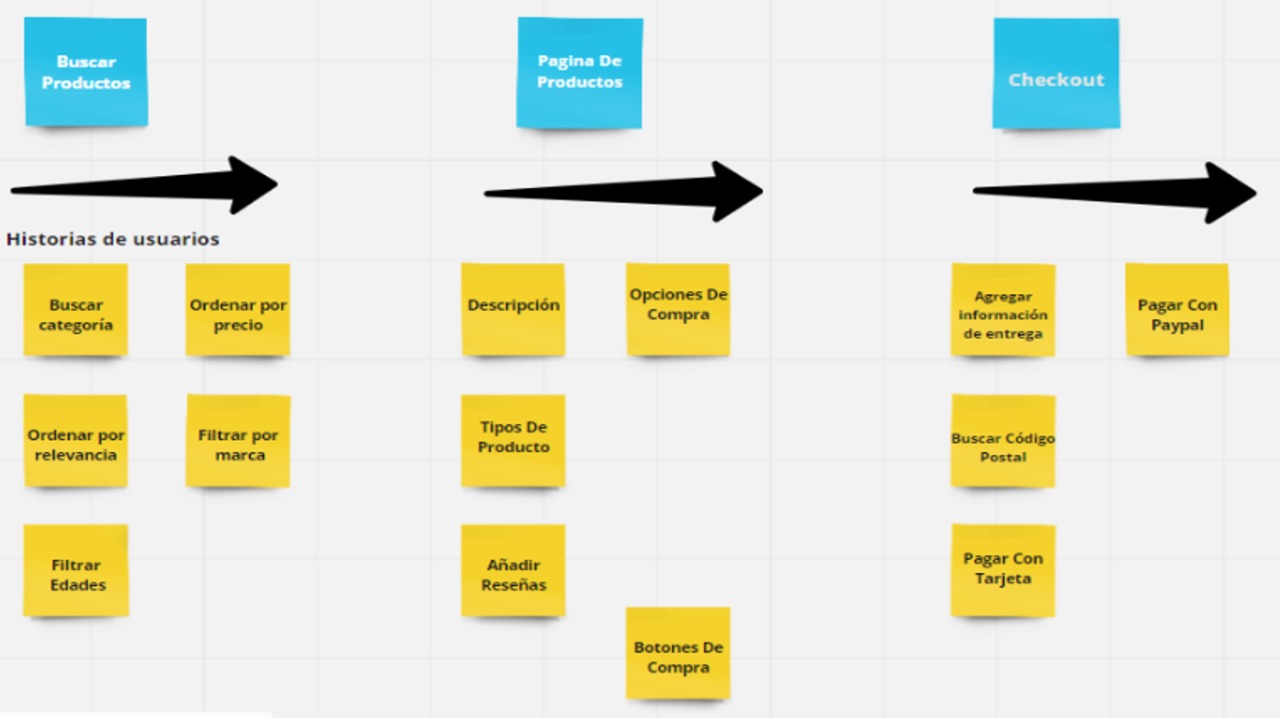 Buscar
Productos
Pagina De
Productos
Checkout
Historias de usuarios
Buscar
categoría
Ordenar por
precio
Descripción
Opciones De
Compra
Agregar
información
de entrega
Pagar Con
Paypal
Ordenar por
relevancia
Filtrar por
marca
Tipos De
Producto
Buscar Código
Postal
Filtrar
Edades
Añadir
Reseñas
Pagar Con
Tarjeta
Botones De
Compra